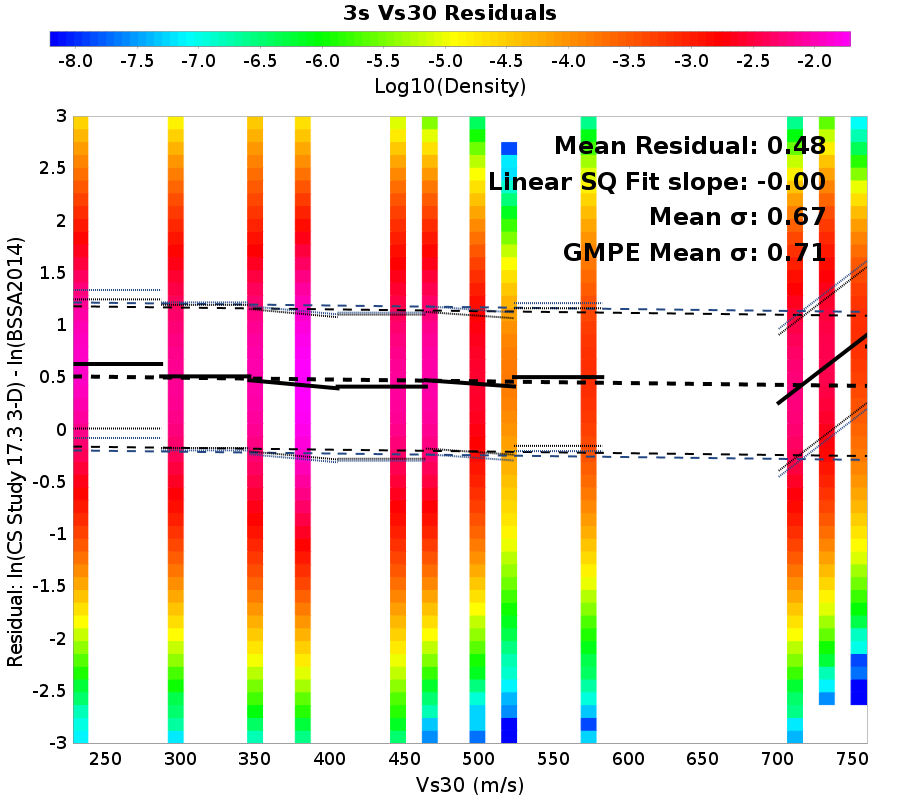 3s Vs30 Residuals
-8.0 -7.5 -7.0 -6.5 -6.0 -5.5 -5.0 -4.5 -4.0 -3.5 -3.0 -2.5 -2.0
Log10(Density)
Mean Residual: 0.48
Linear SQ Fit slope: -0.00
Mean σ: 0.67
GMPE Mean σ: 0.71
Residual: ln(CS Study 17.3 3-D) - ln(BSSA2014)
3
2.5
2
1.5
1
0.5
0
-0.5
-1
-1.5
-2
-2.5
-3
250 300 350 400 450 500 550 600 650 700 750
Vs30 (m/s)